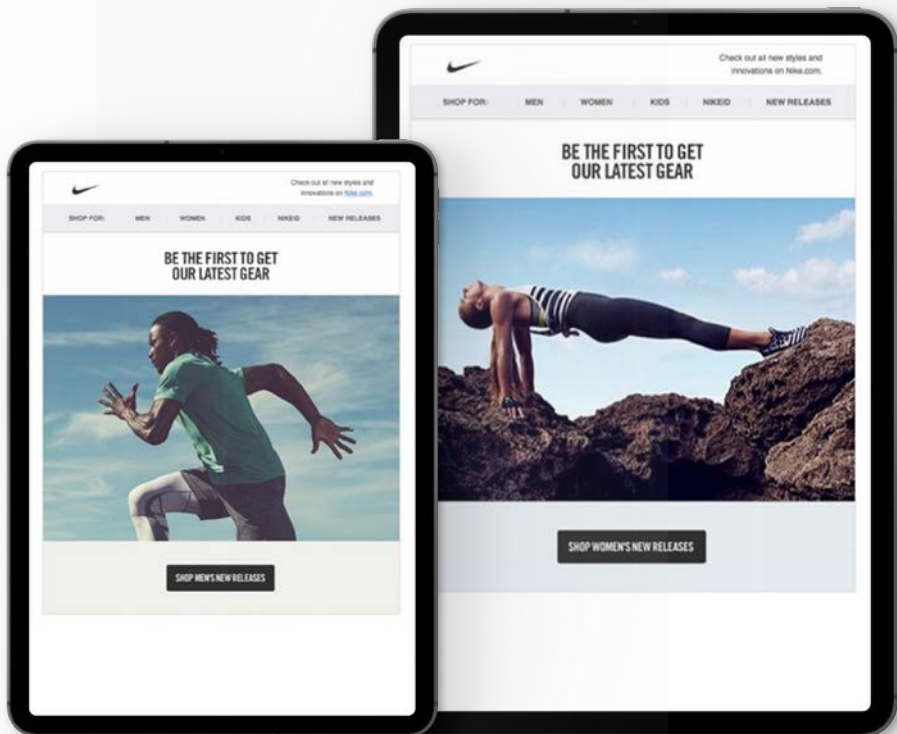 Check out all new styles and
innovations on Nike.com.
SHOP FOR: MEN WOMEN KIDS NIKEID NEW RELEASES
BE THE FIRST TO GET
OUR LATEST GEAR
SHOP MEN'S NEW RELEASES
Check out all new styles and
innovations on Nike.com.
SHOP FOR: MEN WOMEN KIDS NIKEID NEW RELEASES
BE THE FIRST TO GET
OUR LATEST GEAR
SHOP WOMEN'S NEW RELEASES